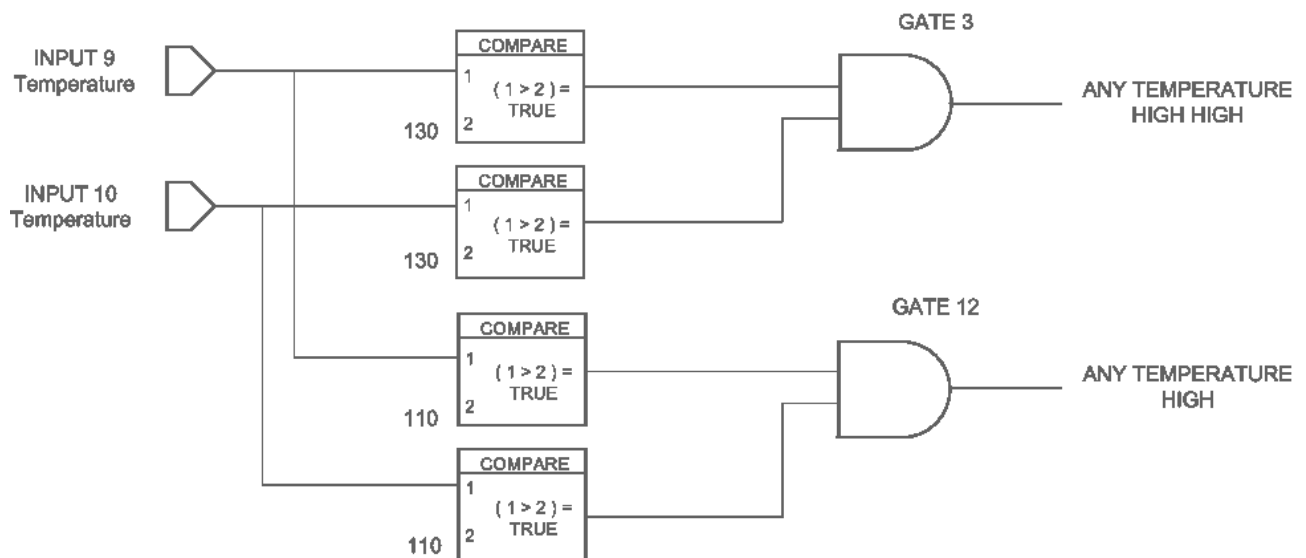 GATE 3
INPUT 9
Temperature
COMPARE
1
( 1 > 2 ) =
TRUE
2
130
ANY TEMPERATURE
HIGH HIGH
INPUT 10
Temperature
COMPARE
1
( 1 > 2 ) =
TRUE
2
130
GATE 12
COMPARE
1
( 1 > 2 ) =
TRUE
2
110
ANY TEMPERATURE
HIGH
COMPARE
1
( 1 > 2 ) =
TRUE
2
110